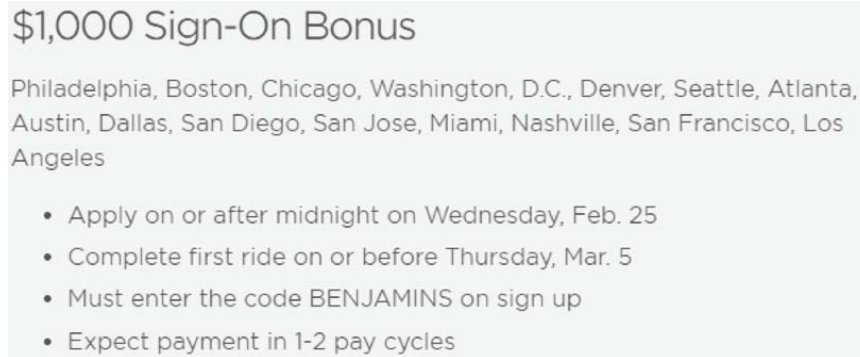 $1,000 Sign-On Bonus
Philadelphia, Boston, Chicago, Washington, D.C., Denver, Seattle, Atlanta,
Austin, Dallas, San Diego, San Jose, Miami, Nashville, San Francisco, Los
Angeles
• Apply on or after midnight on Wednesday, Feb. 25
• Complete first ride on or before Thursday, Mar. 5
• Must enter the code BENJAMINS on sign up
• Expect payment in 1-2 pay cycles